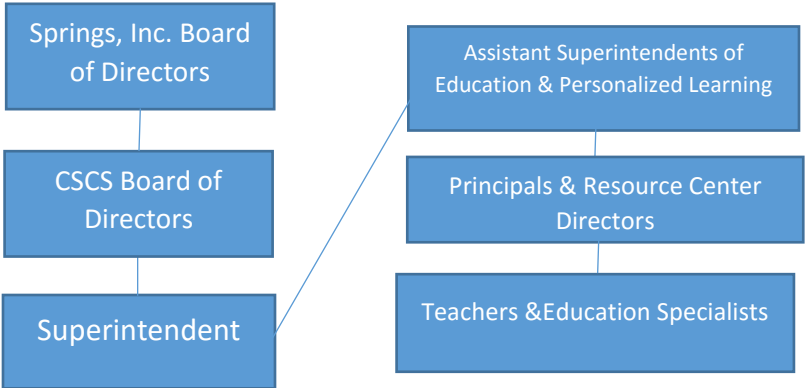 Springs, Inc. Board
of Directors
CSCS Board of
Directors
Superintendent
Assistant Superintendents of
Education & Personalized Learning
Principals & Resource Center
Directors
Teachers &Education Specialists